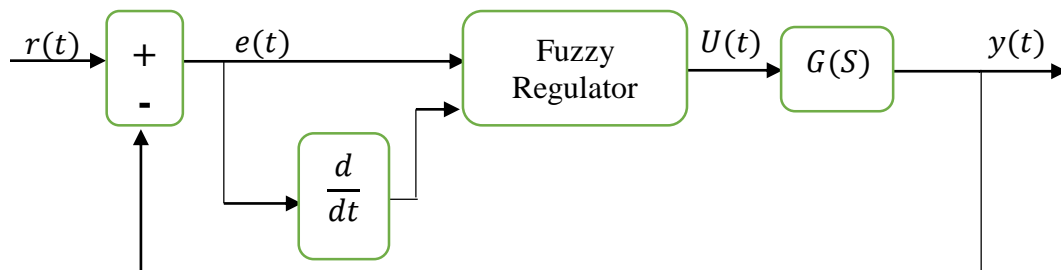 r(t)
+
-
e(t)
d
dt
Fuzzy
Regulator
U(t)
G(S)
y(t)